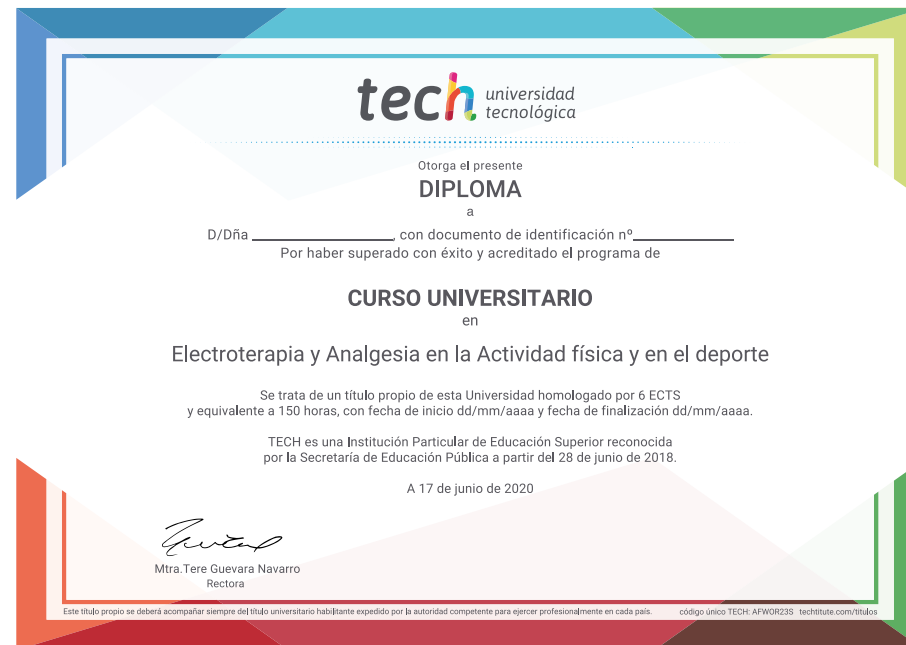 tech universidad
tecnológica
Otorga el presente
DIPLOMA
a
D/Dña ____________________, con documento de identificación nº______________
Por haber superado con éxito y acreditado el programa de
CURSO UNIVERSITARIO
en
Electroterapia y Analgesia en la Actividad física y en el deporte
Se trata de un título propio de esta Universidad homologado por 6 ECTS
y equivalente a 150 horas, con fecha de inicio dd/mm/aaaa y fecha de finalización dd/mm/aaaa.
TECH es una Institución Particular de Educación Superior reconocida
por la Secretaría de Educación Pública a partir del 28 de junio de 2018.
A 17 de junio de 2020
Mtra.Tere Guevara Navarro
Rectora
Este título propio se deberá acompañar siempre del título universitario habilitante expedido por la autoridad competente para ejercer profesionalmente en cada país. código único TECH: AFWOR23S techtitute.com/titulos